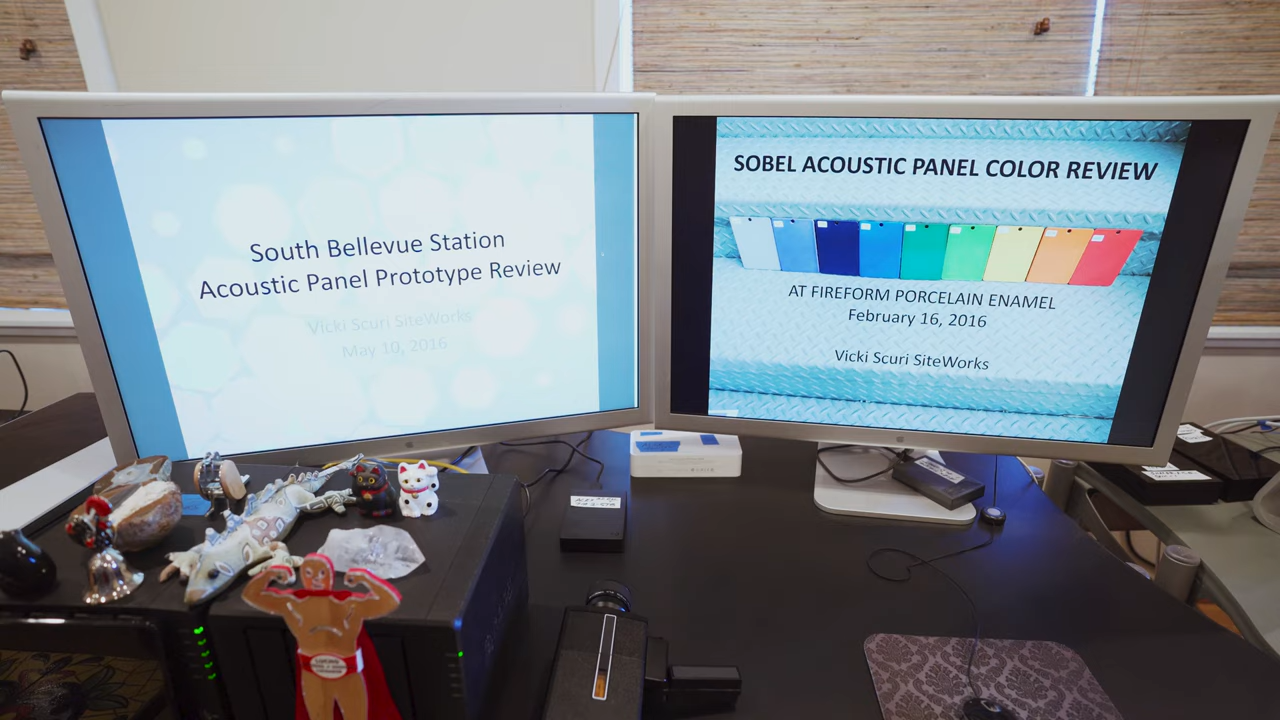 South Bellevue Station
Acoustic Panel Prototype Review
Vicki Scuri SiteWorks
May 10, 2016
SOBEL ACOUSTIC PANEL COLOR REVIEW
AT FIREFORM PORCELAIN ENAMEL
February 16, 2016
Vicki Scuri SiteWorks